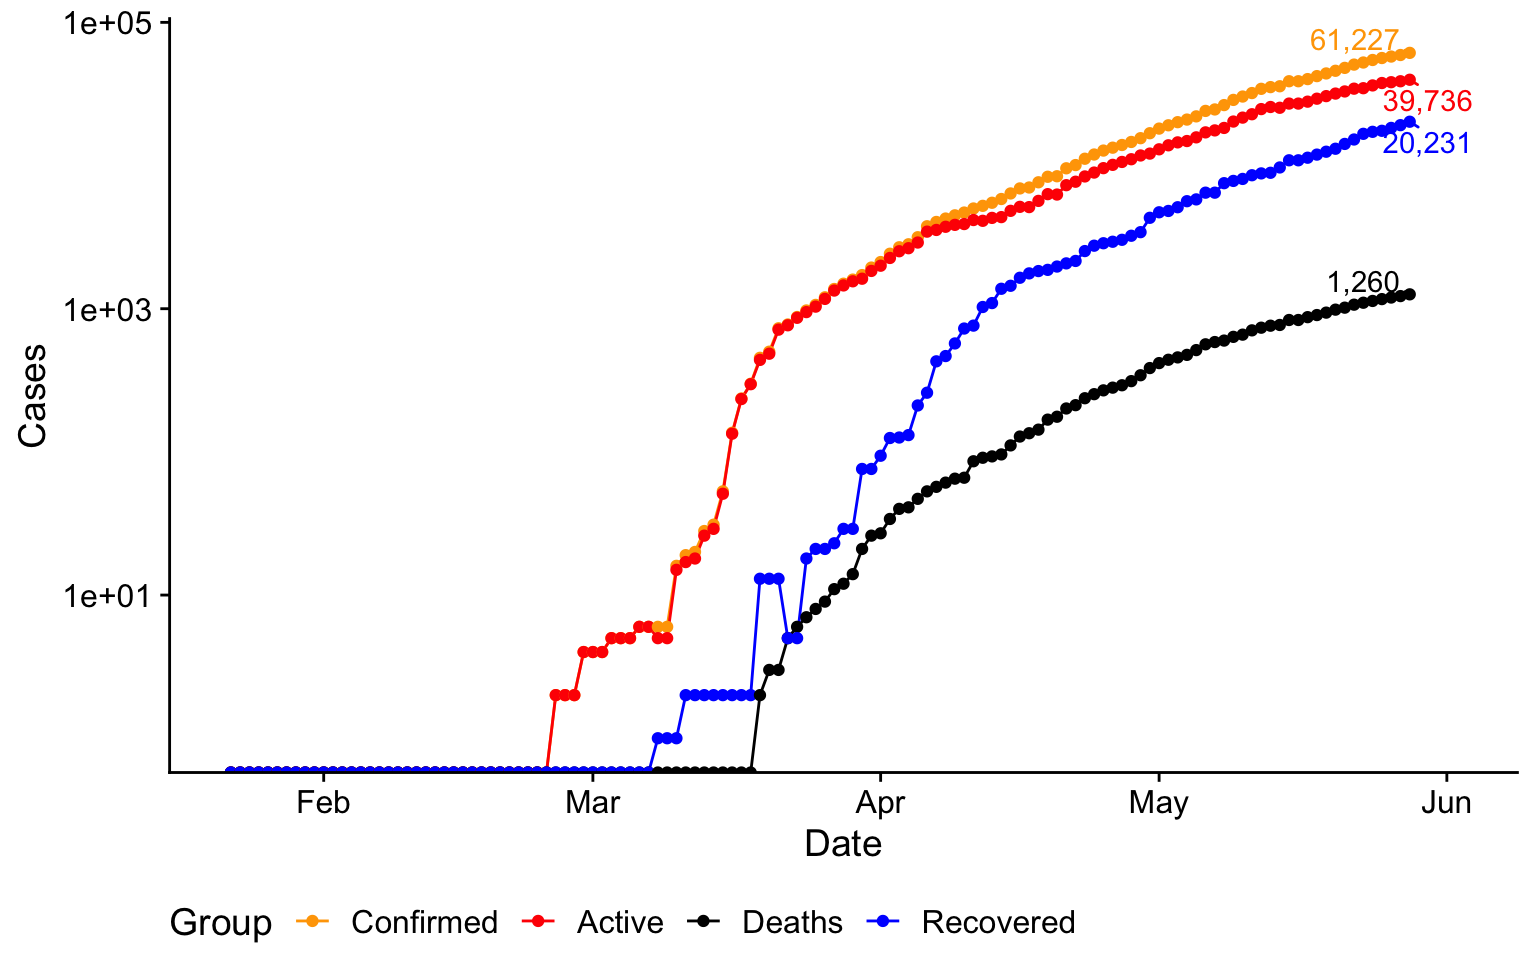 1e+05
61,227
39,736
20,231
1e+03
1,260
Cases
1e+01
Feb Mar Apr May Jun
Date
Group Confirmed Active Deaths Recovered